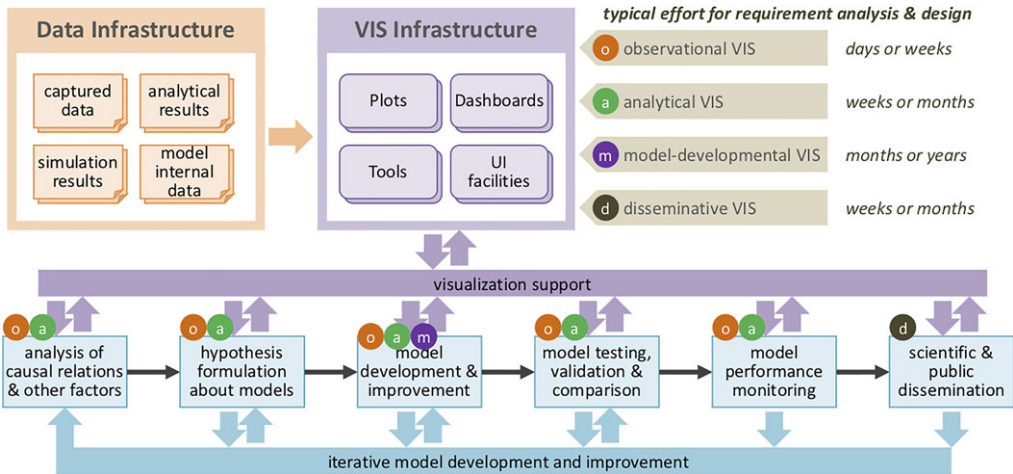 Data Infrastructure
captured
data
analytical
results
simulation
results
model
internal
data
VIS Infrastructure
Plots
Dashboards
Tools
UI
facilities
typical effort for requirement analysis & design
o observational VIS days or weeks
a analytical VIS weeks or months
m model-developmental VIS months or years
d disseminative VIS weeks or months
visualization support
o a
analysis of
causal relations
& other factors
o a
hypothesis
formulation
about models
o a m
model
development &
improvement
o a
model testing,
validation &
comparison
o a
model
performance
monitoring
d
scientific &
public
dissemination
iterative model development and improvement